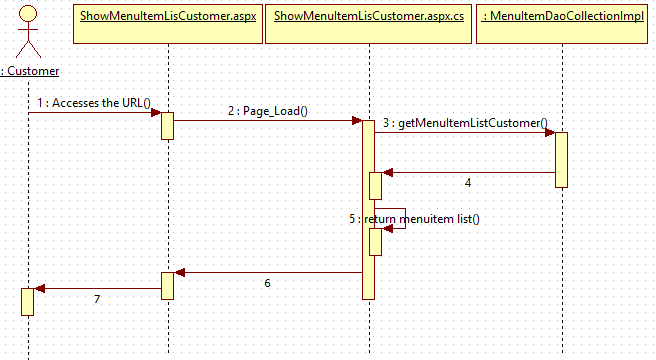 ShowMenuItemLisCustomer.aspx
ShowMenuItemLisCustomer.aspx.cs
: MenuItemDaoCollectionImpl
: Customer
1 : Accesses the URL()
2 : Page_Load()
3 : getMenuItemListCustomer()
4
5 : return menuitem list()
6
7